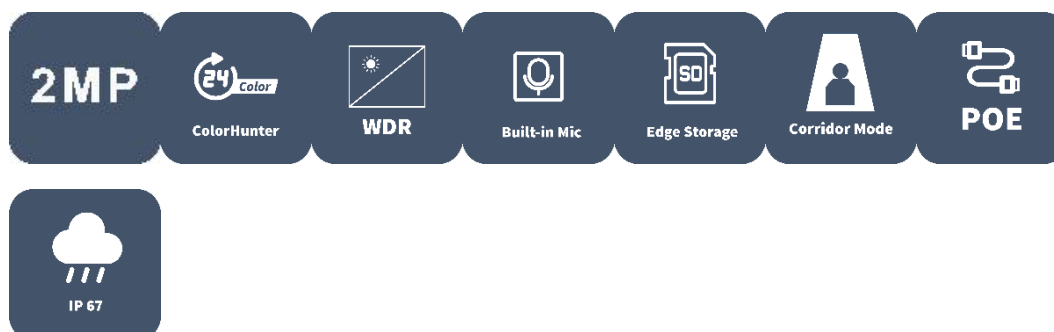 2MP
24 Color
ColorHunter
WDR
Built-in Mic
SD
Edge Storage
Corridor Mode
POE
IP 67